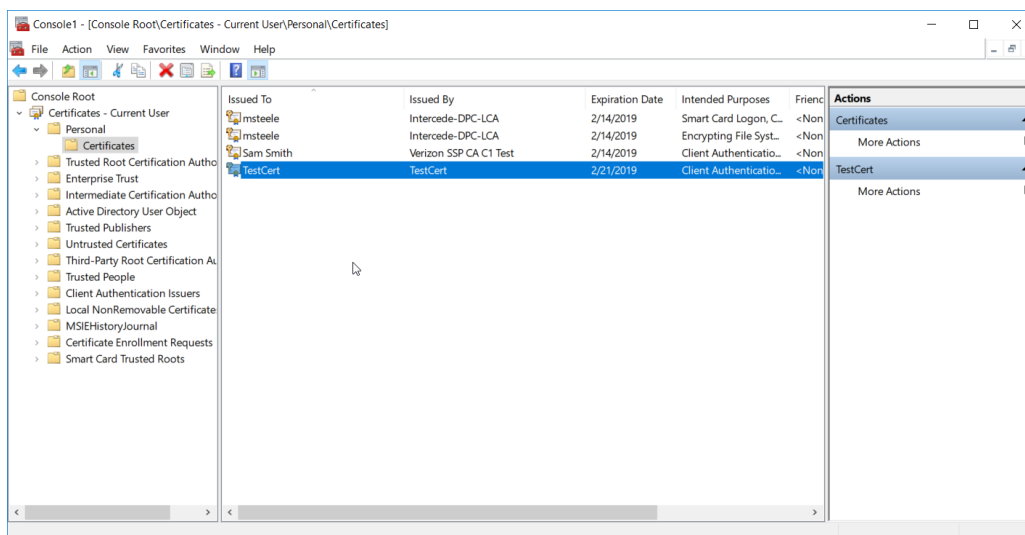 Console1 - [Console Root\Certificates - Current User\Personal\Certificates]
File Action View Favorites Window Help
Console Root
Certificates - Current User
Personal
Certificates
Trusted Root Certification Autho
Enterprise Trust
Intermediate Certification Autho
Active Directory User Object
Trusted Publishers
Untrusted Certificates
Third-Party Root Certification Au
Trusted People
Client Authentication Issuers
Local NonRemovable Certificate
MSIEHistoryJournal
Certificate Enrollment Requests
Smart Card Trusted Roots
Issued To Issued By Expiration Date Intended Purposes Frienc
msteele Intercede-DPC-LCA 2/14/2019 Smart Card Logon, C... <Non
msteele Intercede-DPC-LCA 2/14/2019 Encrypting File Syst... <Non
Sam Smith Verizon SSP CA C1 Test 2/14/2019 Client Authenticatio... <Non
TestCert TestCert 2/21/2019 Client Authenticatio... <Non
Actions
Certificates
More Actions
TestCert
More Actions